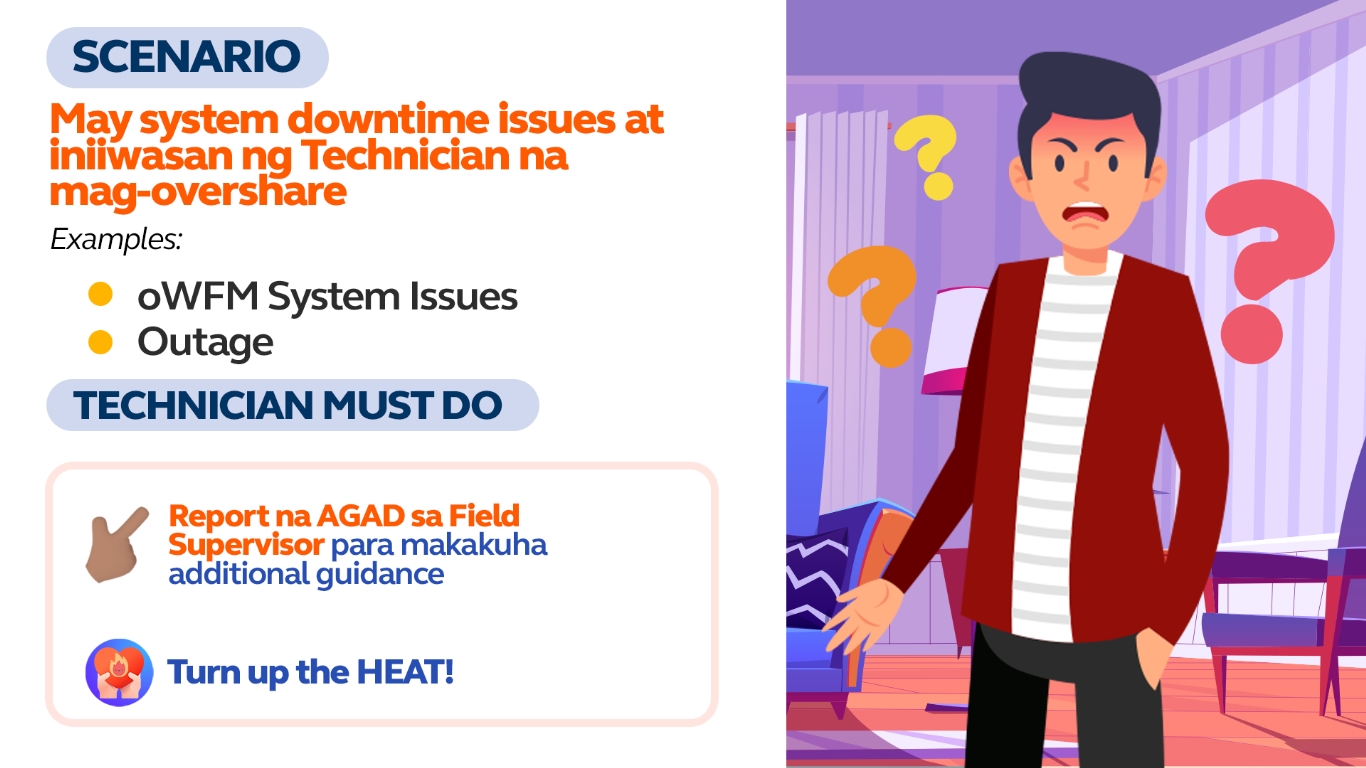 SCENARIO
May system downtime issues at
iniiwasan ng Technician na
mag-overshare
Examples:
oWFM System Issues
Outage
TECHNICIAN MUST DO
Report na AGAD sa Field
Supervisor para makakuha
additional guidance
Turn up the HEAT!